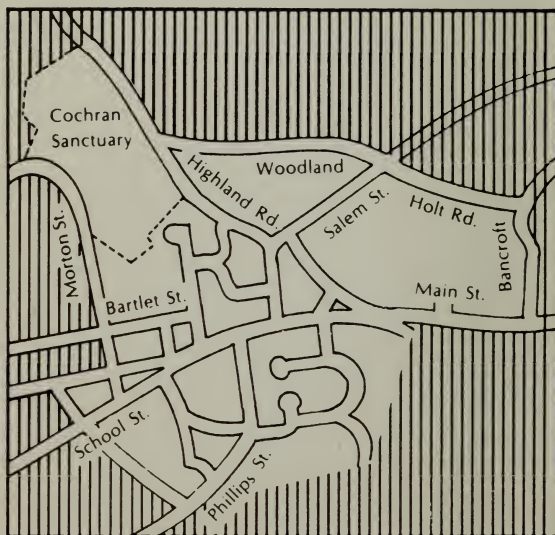 Cochran
Sanctuary
Woodland
Highland Rd.
Salem St.
Holt Rd.
Morton St.
Bancroft
Bartlet St.
Main St.
School St.
Phillips St.